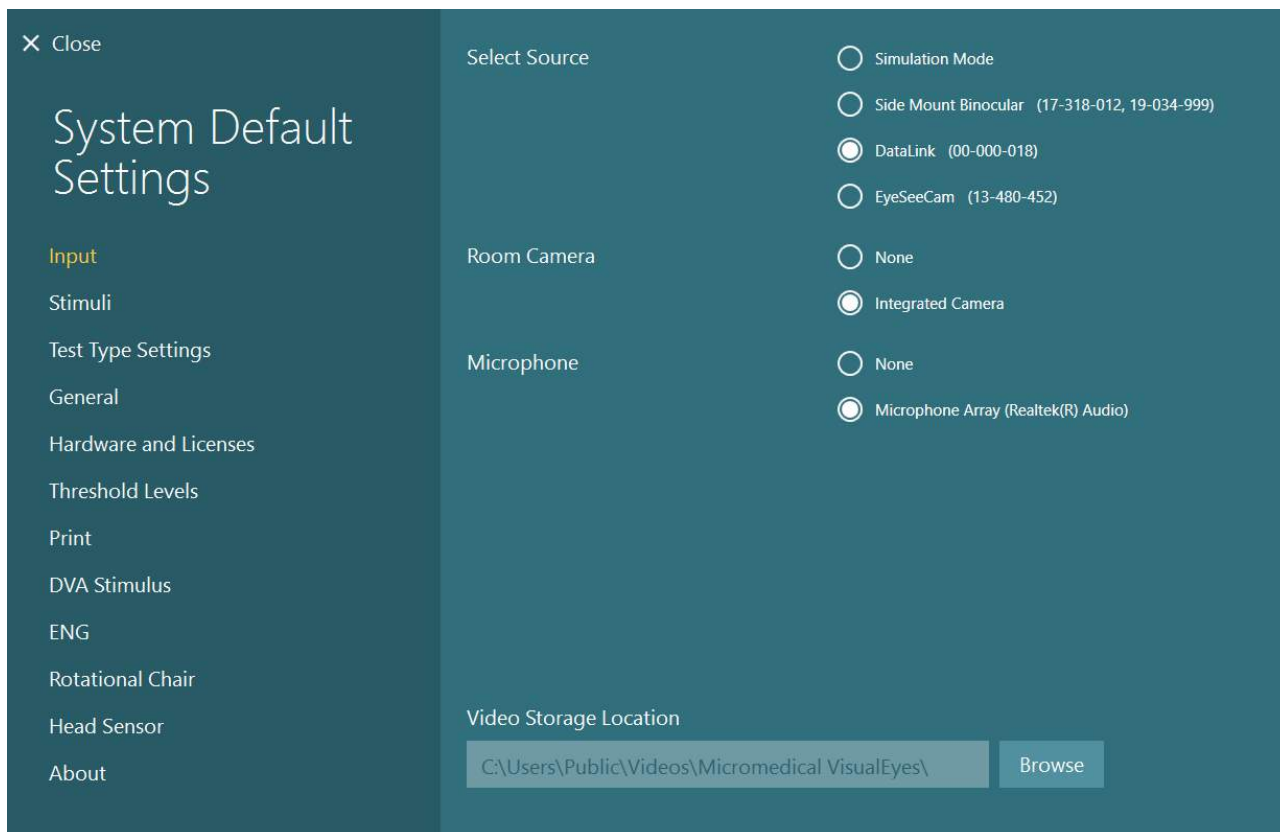 ✕ Close
System Default
Settings
Input
Stimuli
Test Type Settings
General
Hardware and Licenses
Threshold Levels
Print
DVA Stimulus
ENG
Rotational Chair
Head Sensor
About
Select Source
Simulation Mode
Side Mount Binocular (17-318-012, 19-034-999)
DataLink (00-000-018)
EyeSeeCam (13-480-452)
Room Camera
None
Integrated Camera
Microphone
None
Microphone Array (Realtek(R) Audio)
Video Storage Location
C:\Users\Public\Videos\Micromedical VisualEyes\
Browse